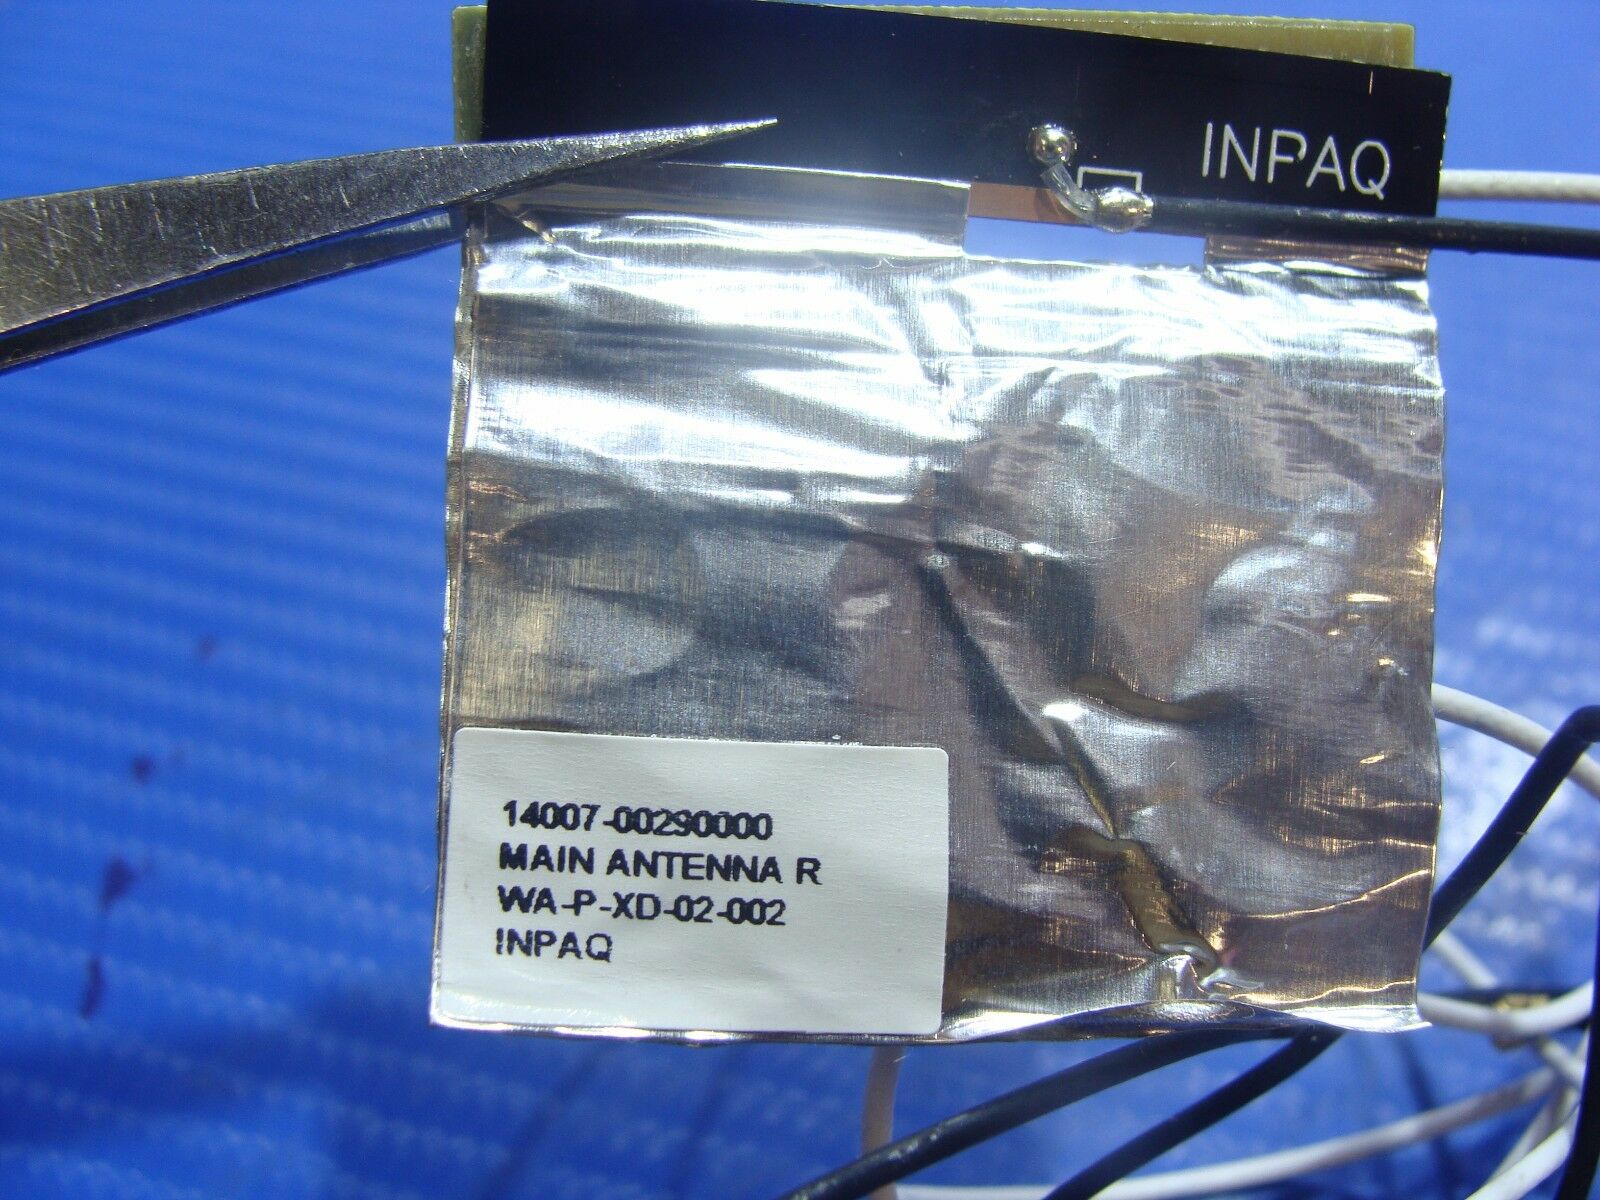 INPAQ
14007-00290000
MAIN ANTENNA R
WA-P-XD-02-002
INPAQ